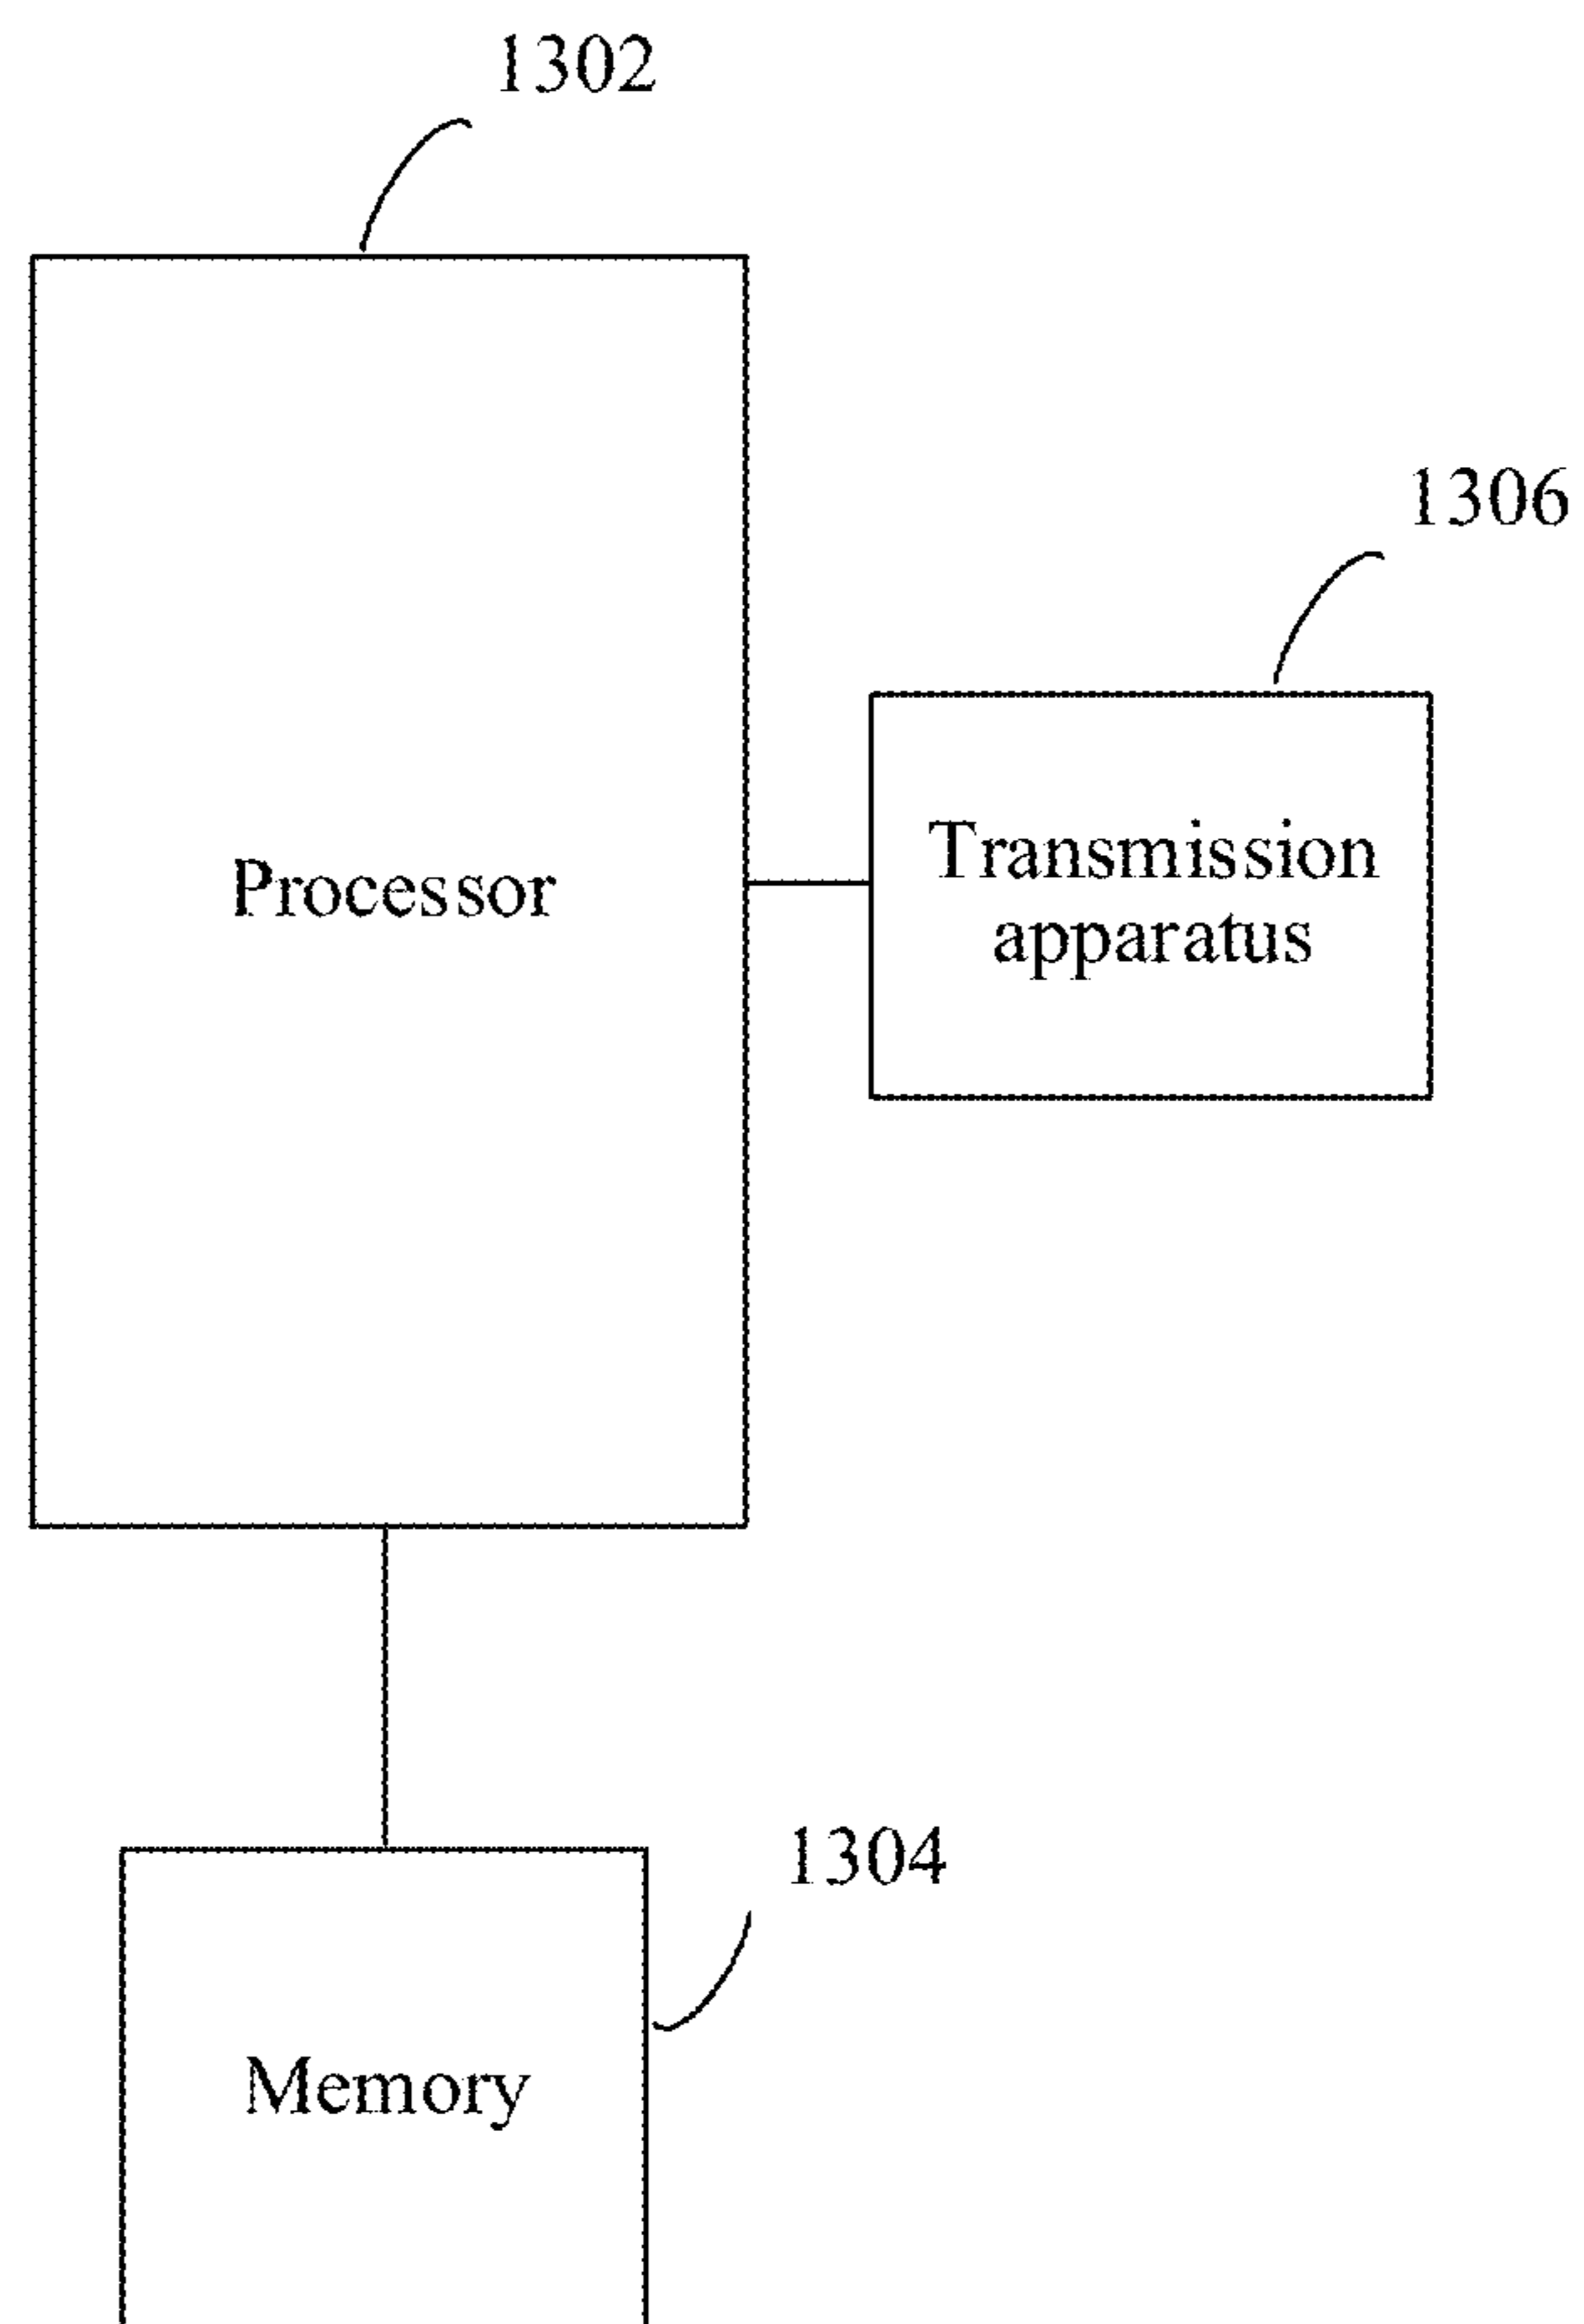 1302
1306
Processor
Transmission
apparatus
1304
Memory